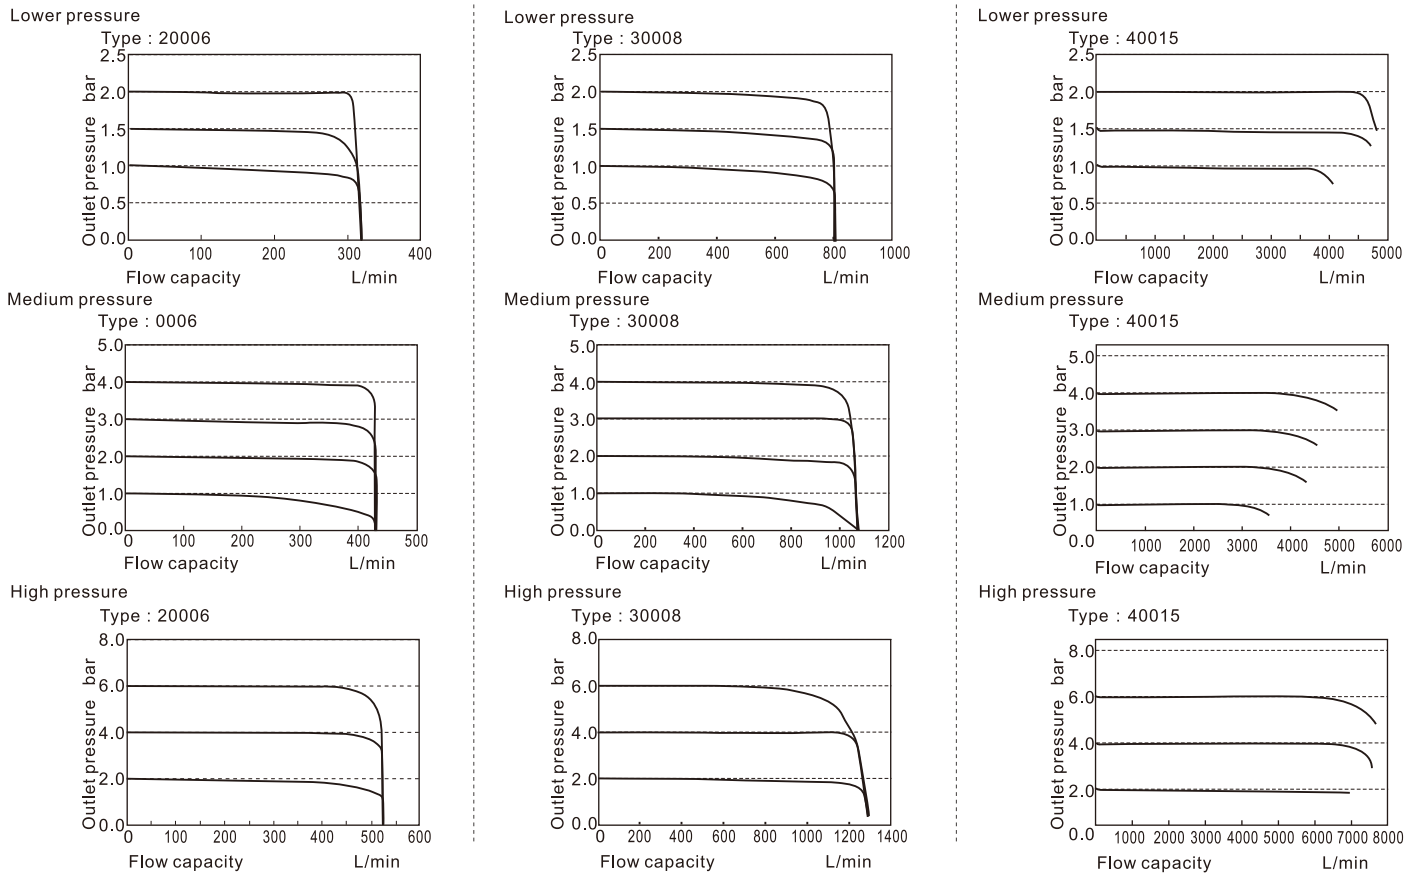 Lower pressure
Type : 20006
Outlet pressure bar
2.5
2.0
1.5
1.0
0.5
0.0
0 100 200 300 400
Flow capacity L/min
Medium pressure
Type : 0006
Outlet pressure bar
5.0
4.0
3.0
2.0
1.0
0.0
0 100 200 300 400 500
Flow capacity L/min
High pressure
Type : 20006
Outlet pressure bar
8.0
6.0
4.0
2.0
0.0
0 100 200 300 400 500 600
Flow capacity L/min
Lower pressure
Type : 30008
Outlet pressure bar
2.5
2.0
1.5
1.0
0.5
0.0
0 200 400 600 800 1000
Flow capacity L/min
Medium pressure
Type : 30008
Outlet pressure bar
5.0
4.0
3.0
2.0
1.0
0.0
0 200 400 600 800 1000 1200
Flow capacity L/min
High pressure
Type : 30008
Outlet pressure bar
8.0
6.0
4.0
2.0
0.0
0 200 400 600 800 1000 1200 1400
Flow capacity L/min
Lower pressure
Type : 40015
Outlet pressure bar
2.5
2.0
1.5
1.0
0.5
0.0
1000 2000 3000 4000 5000
Flow capacity L/min
Medium pressure
Type : 40015
Outlet pressure bar
5.0
4.0
3.0
2.0
1.0
0.0
1000 2000 3000 4000 5000 6000
Flow capacity L/min
High pressure
Type : 40015
Outlet pressure bar
8.0
6.0
4.0
2.0
0.0
1000 2000 3000 4000 5000 6000 7000 8000
Flow capacity L/min